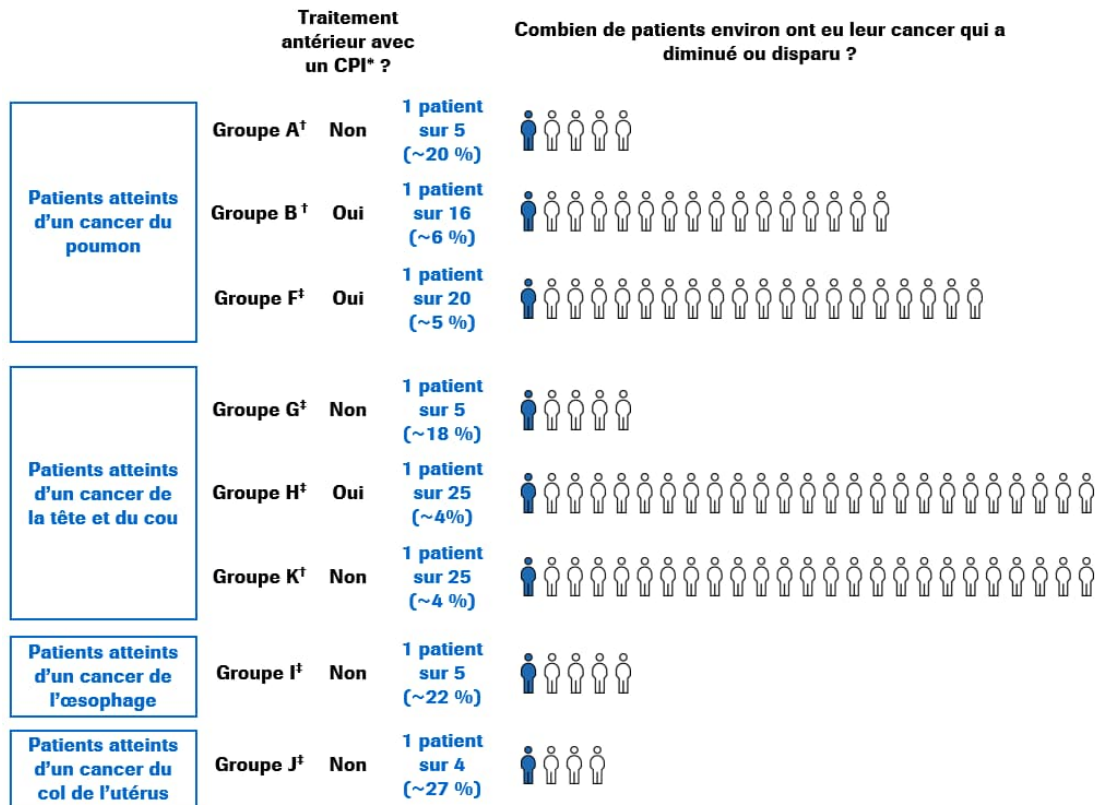 Traitement
antérieur avec
un CPI* ?
Combien de patients environ ont eu leur cancer qui a
diminué ou disparu ?
Patients atteints
d'un cancer du
poumon
Groupe A† Non
1 patient
sur 5
(~20 %)
Groupe B † Oui
1 patient
sur 16
(~6 %)
Groupe F‡ Oui
1 patient
sur 20
(~5 %)
Patients atteints
d'un cancer de
la tête et du cou
Groupe G‡ Non
1 patient
sur 5
(~18 %)
Groupe H‡ Oui
1 patient
sur 25
(~4%)
Groupe K† Non
1 patient
sur 25
(~4 %)
Patients atteints
d'un cancer de
l'œsophage
Groupe I‡ Non
1 patient
sur 5
(~22 %)
Patients atteints
d'un cancer du
col de l'utérus
Groupe J‡ Non
1 patient
sur 4
(~27 %)